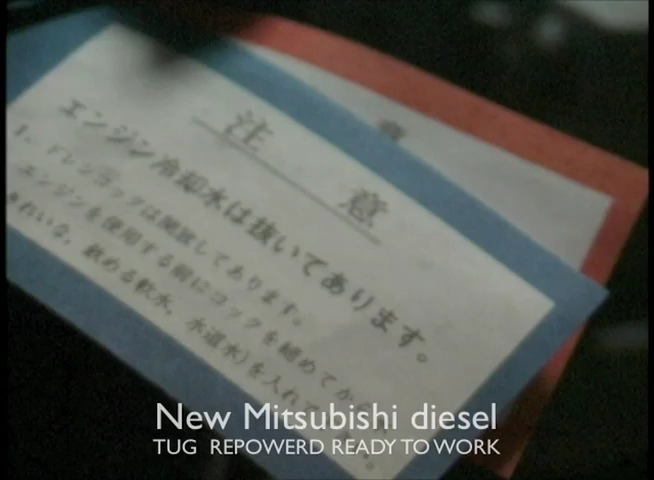 注 意
エンジン冷却水は抜いてあります。
1. ドレンコックは開放してあります。
エンジンを使用する前にコックを締めてから
きれいな、飲める軟水、水道水)を入れて
New Mitsubishi diesel
TUG REPOWERD READY TO WORK